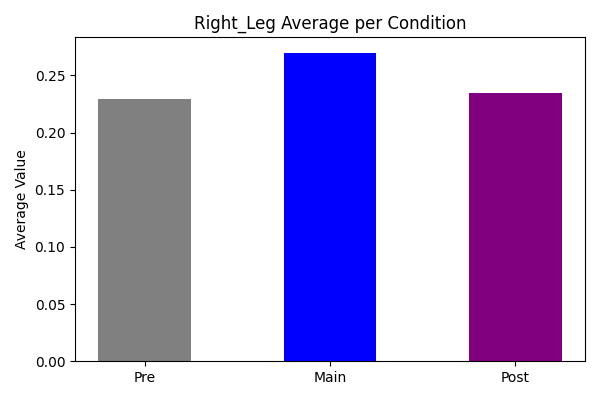 Right_Leg Average per Condition
Average Value
0.25
0.20
0.15
0.10
0.05
0.00
Pre
Main
Post